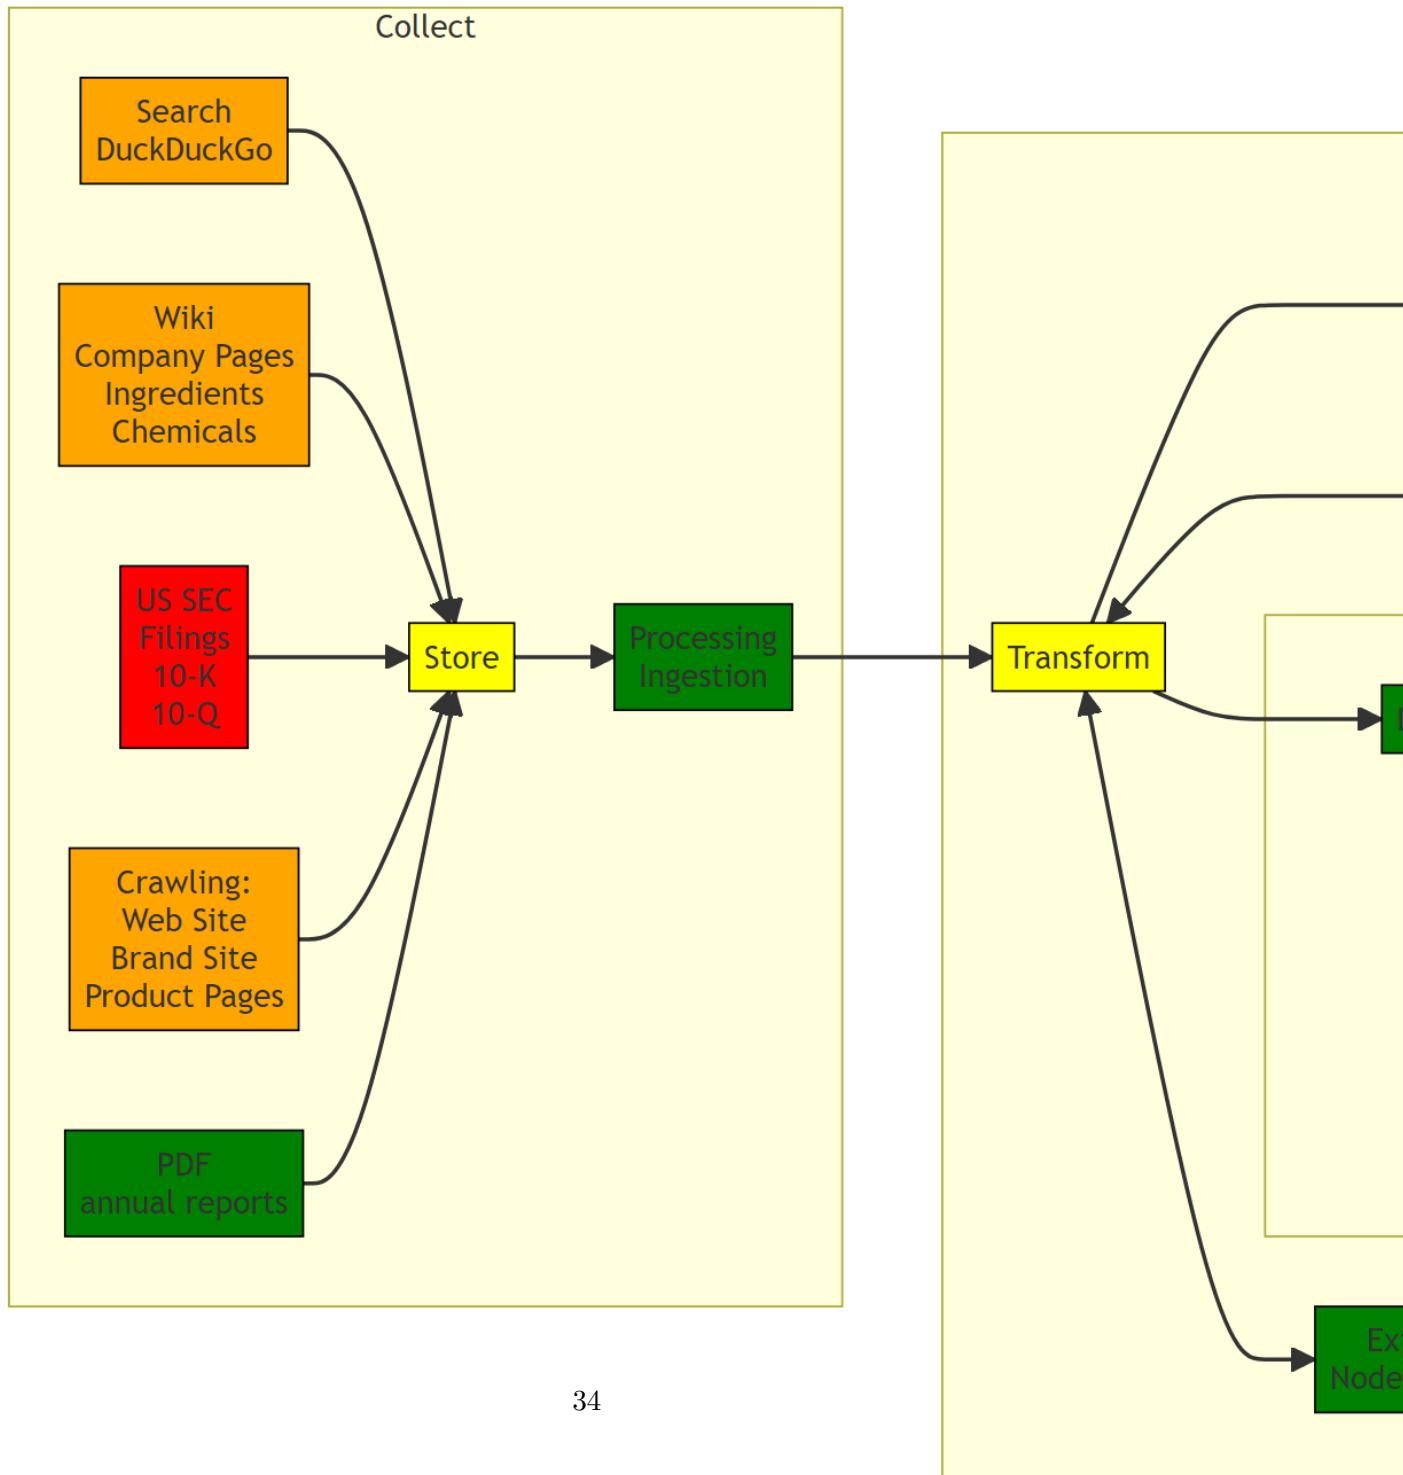 Collect
Search
DuckDuckGo
Wiki
Company Pages
Ingredients
Chemicals
US SEC
Filings
10-K
10-Q
Crawling:
Web Site
Brand Site
Product Pages
PDF
annual reports
Store
Processing
Ingestion
Transform
Node
34